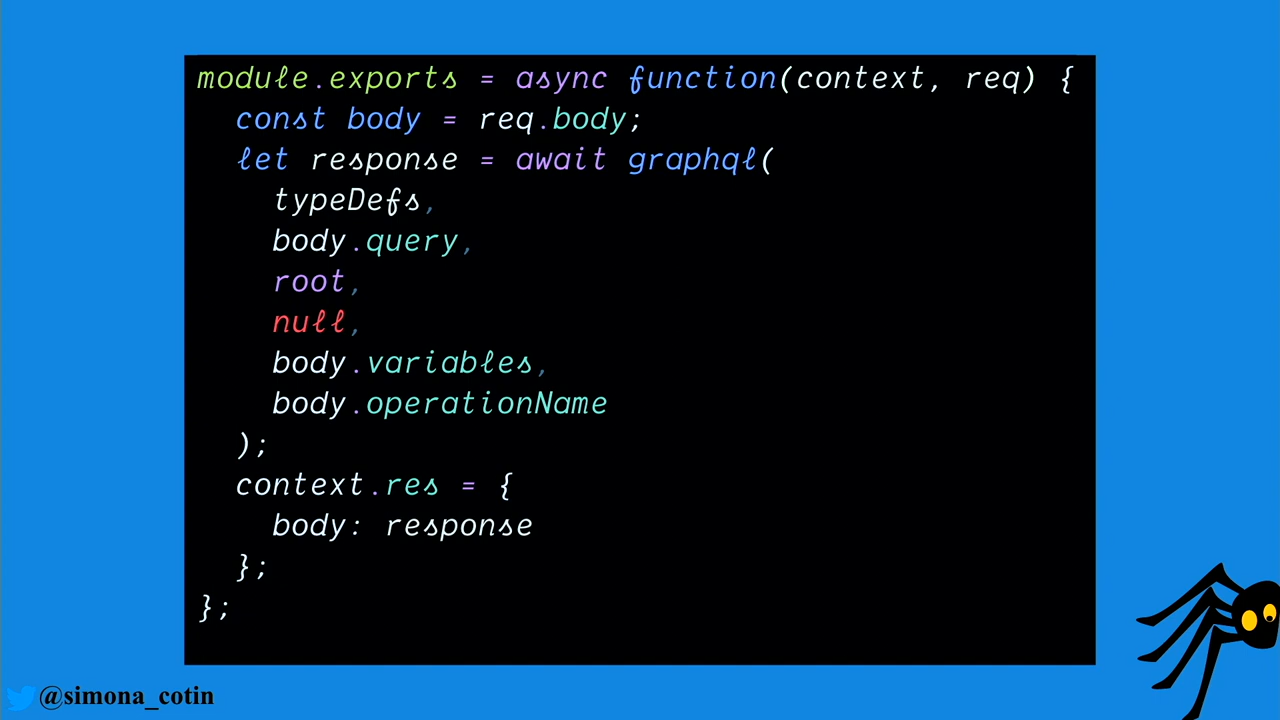 module.exports = async function(context, req) {
  const body = req.body;
  let response = await graphql(
    typeDefs,
    body.query,
    root,
    null,
    body.variables,
    body.operationName
  );
  context.res = {
    body: response
  };
};
@simona_cotin